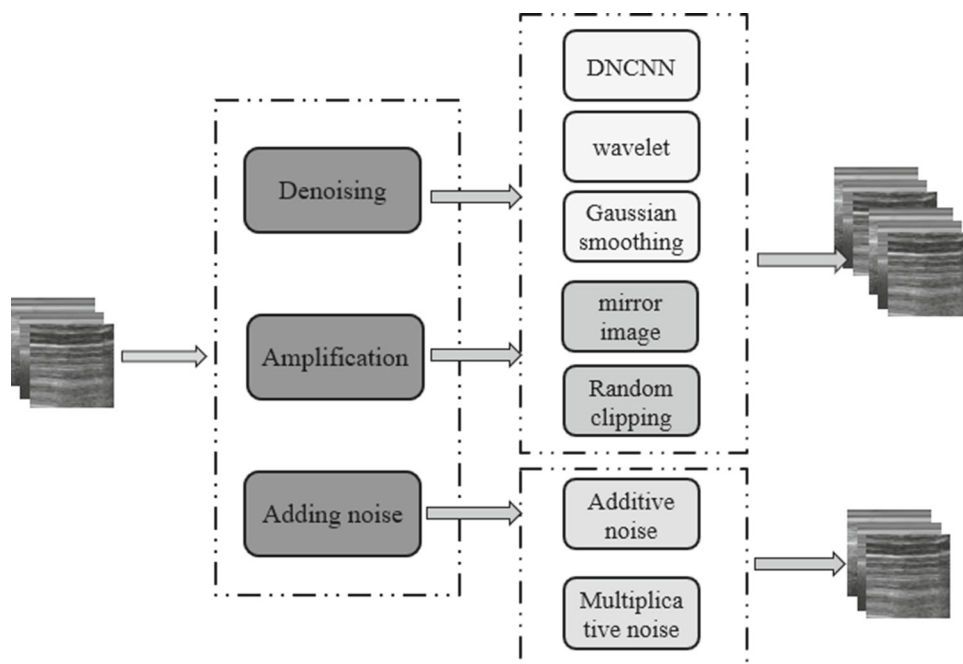 Denoising
Amplification
Adding noise
DNCNN
wavelet
Gaussian
smoothing
mirror
image
Random
clipping
Additive
noise
Multiplica
tive noise